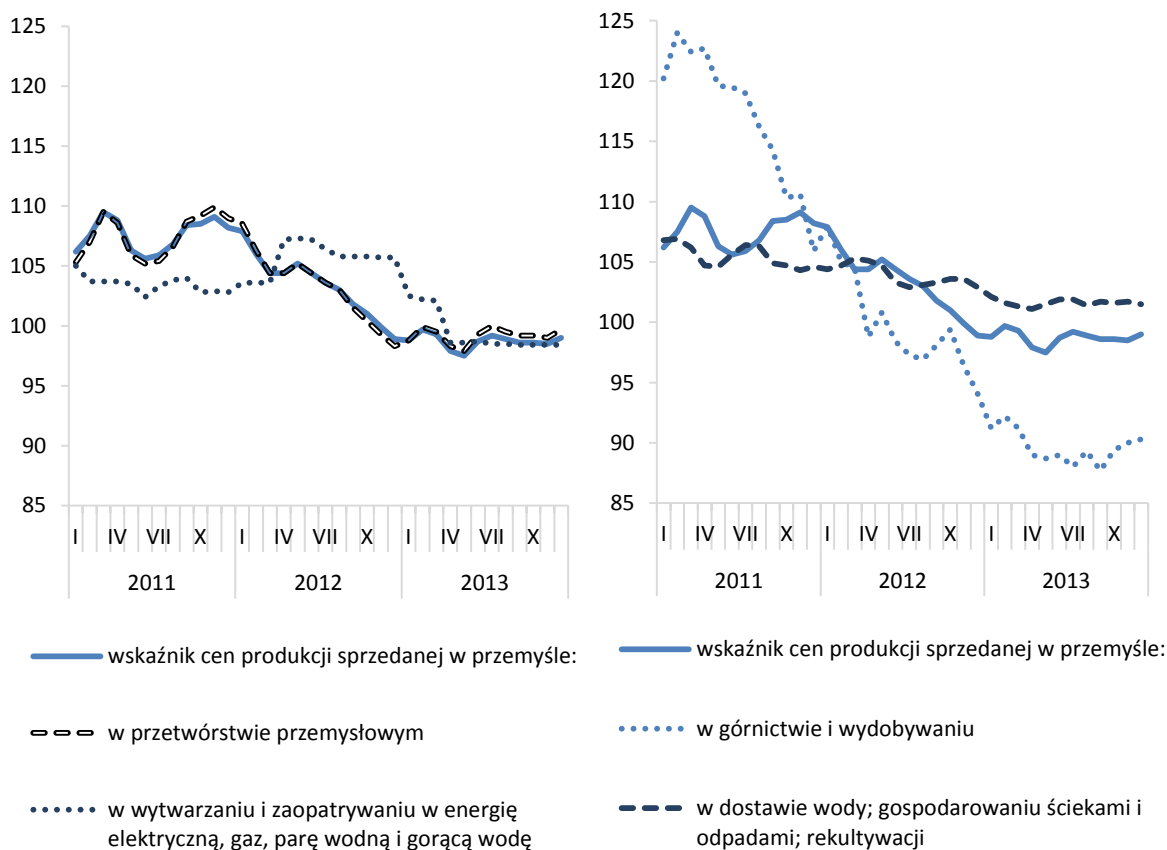 125
120
115
110
105
100
95
90
85
I IV VII X I IV VII X I IV VII X
2011 2012 2013
wskaźnik cen produkcji sprzedanej w przemyśle:
w przetwórstwie przemysłowym
w wytwarzaniu i zaopatrywaniu w energię
elektryczną, gaz, parę wodną i gorącą wodę
125
120
115
110
105
100
95
90
85
I IV VII X I IV VII X I IV VII X
2011 2012 2013
wskaźnik cen produkcji sprzedanej w przemyśle:
w górnictwie i wydobywaniu
w dostawie wody; gospodarowaniu ściekami i
odpadami; rekultywacji